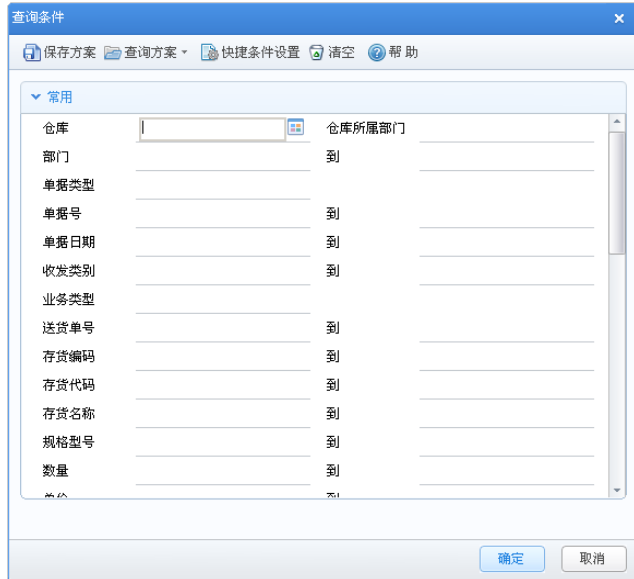 查询条件
保存方案 查询方案 快捷条件设置 清空 帮助
常用
仓库 仓库所属部门
部门 到
单据类型
单据号 到
单据日期 到
收发类别 到
业务类型
送货单号 到
存货编码 到
存货代码 到
存货名称 到
规格型号 到
数量 到
单价 到
确定 取消